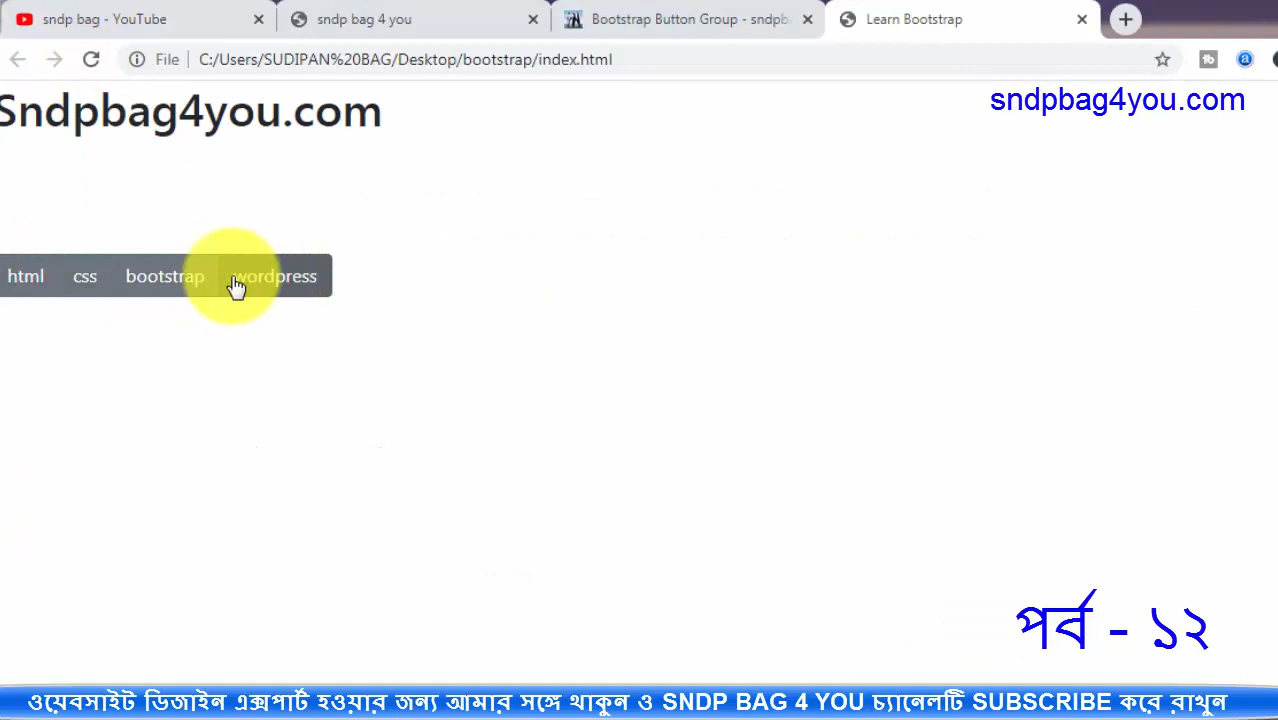 sndp bag - YouTube
sndp bag 4 you
Bootstrap Button Group - sndpb
Learn Bootstrap
File C:/Users/SUDIPAN%20BAG/Desktop/bootstrap/index.html
Sndpbag4you.com
sndpbag4you.com
html css bootstrap wordpress
পর্ব - ১২
ওয়েবসাইট ডিজাইন এক্সপার্ট হওয়ার জন্য আমার সঙ্গে থাকুন ও SNDP BAG 4 YOU চ্যানেলটি SUBSCRIBE করে রাখুন